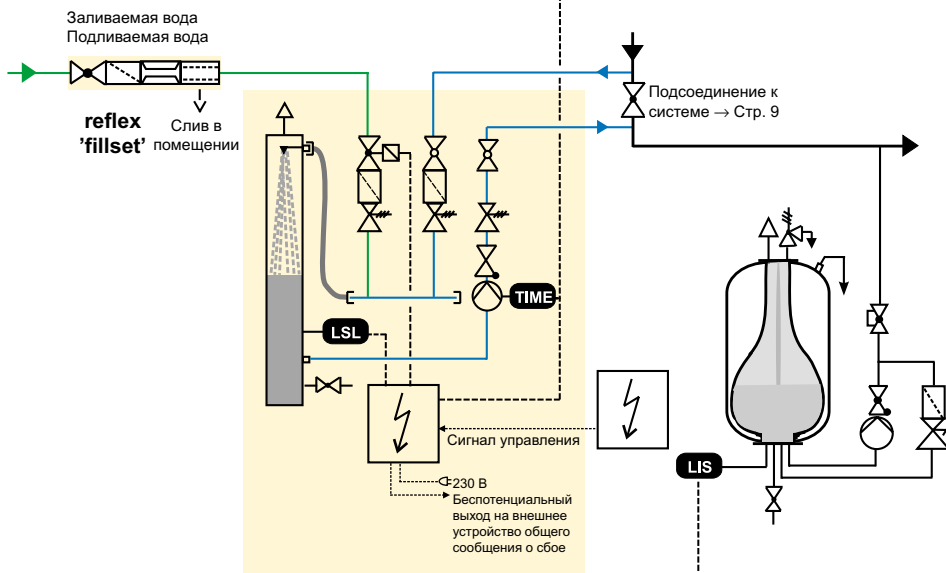 Заливаемая вода
Подливаемая вода
reflex
'fillset'
Слив в
помещении
Подсоединение к
системе → Стр. 9
TIME
LSL
Сигнал управления
LIS
230 В
Беспотенциальный
выход на внешнее
устройство общего
сообщения о сбое